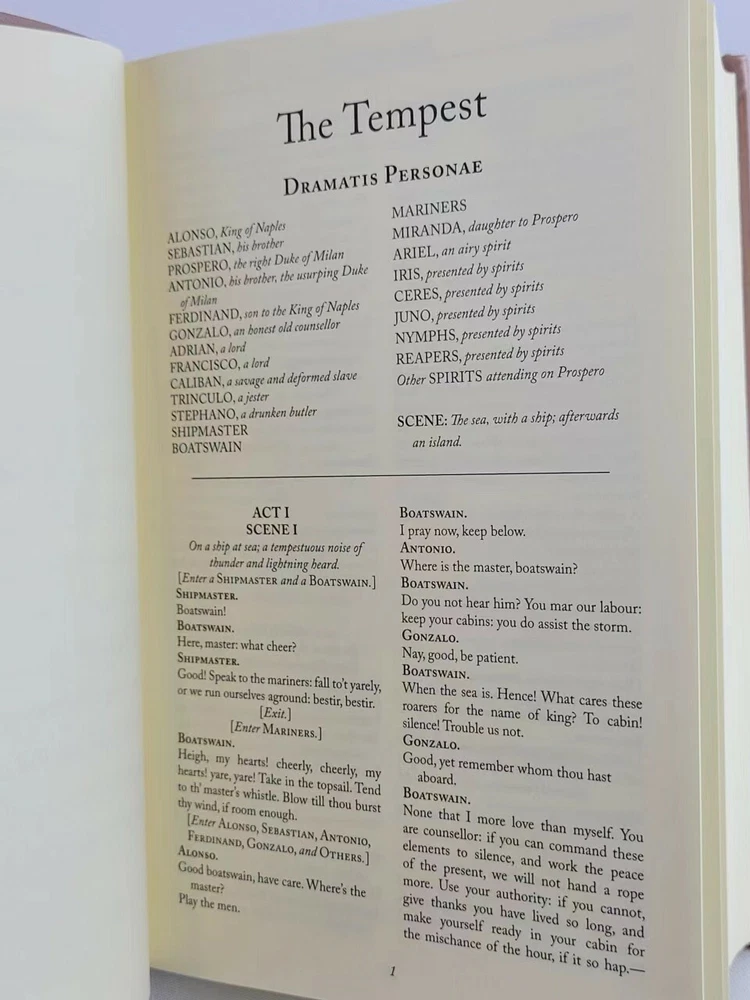 The Tempest
DRAMATIS PERSONAE
ALONSO, King of Naples
SEBASTIAN, his brother
PROSPERO, the right Duke of Milan
ANTONIO, his brother, the usurping Duke
of Milan
FERDINAND, son to the King of Naples
GONZALO, an honest old counsellor
ADRIAN, a lord
FRANCISCO, a lord
CALIBAN, a savage and deformed slave
TRINCULO, a jester
STEPHANO, a drunken butler
SHIPMASTER
BOATSWAIN
MARINERS
MIRANDA, daughter to Prospero
ARIEL, an airy spirit
IRIS, presented by spirits
CERES, presented by spirits
JUNO, presented by spirits
NYMPHS, presented by spirits
REAPERS, presented by spirits
Other SPIRITS attending on Prospero
SCENE: The sea, with a ship; afterwards
an island.
ACT I
SCENE I
On a ship at sea; a tempestuous noise of
thunder and lightning heard.
[Enter a SHIPMASTER and a BOATSWAIN.]
SHIPMASTER.
Boatswain!
BOATSWAIN.
Here, master: what cheer?
SHIPMASTER.
Good! Speak to the mariners: fall to't yarely,
or we run ourselves aground: bestir, bestir.
[Exit.]
[Enter MARINERS.]
BOATSWAIN.
Heigh, my hearts! cheerly, cheerly, my
hearts! yare, yare! Take in the topsail. Tend
to th' master's whistle. Blow till thou burst
thy wind, if room enough.
[Enter ALONSO, SEBASTIAN, ANTONIO,
FERDINAND, GONZALO, and OTHERS.]
ALONSO.
Good boatswain, have care. Where's the
master?
Play the men.
BOATSWAIN.
I pray now, keep below.
ANTONIO.
Where is the master, boatswain?
BOATSWAIN.
Do you not hear him? You mar our labour:
keep your cabins: you do assist the storm.
GONZALO.
Nay, good, be patient.
BOATSWAIN.
When the sea is. Hence! What cares these
roarers for the name of king? To cabin!
silence! Trouble us not.
GONZALO.
Good, yet remember whom thou hast
aboard.
BOATSWAIN.
None that I more love than myself. You
are counsellor: if you can command these
elements to silence, and work the peace
of the present, we will not hand a rope
more. Use your authority: if you cannot,
give thanks you have lived so long, and
make yourself ready in your cabin for
the mischance of the hour, if it so hap.—
1